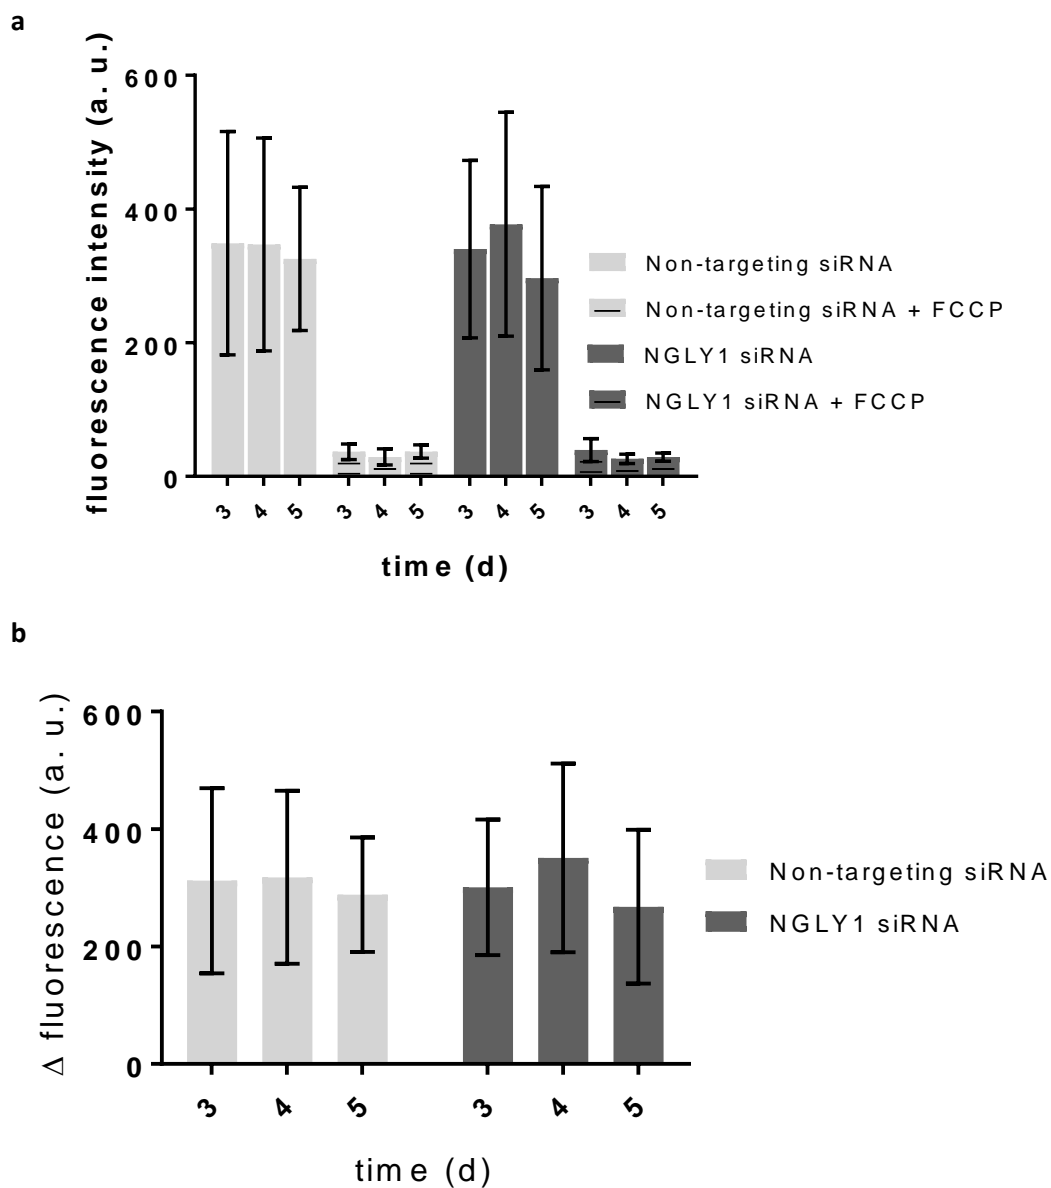 a
fluorescence intensity (a. u.)
600
400
200
0
3 4 5 3 4 5 3 4 5 3 4 5
time (d)
Non-targeting siRNA
Non-targeting siRNA + FCCP
NGLY1 siRNA
NGLY1 siRNA + FCCP
b
Δ fluorescence (a. u.)
600
400
200
0
3 4 5 3 4 5
time (d)
Non-targeting siRNA
NGLY1 siRNA